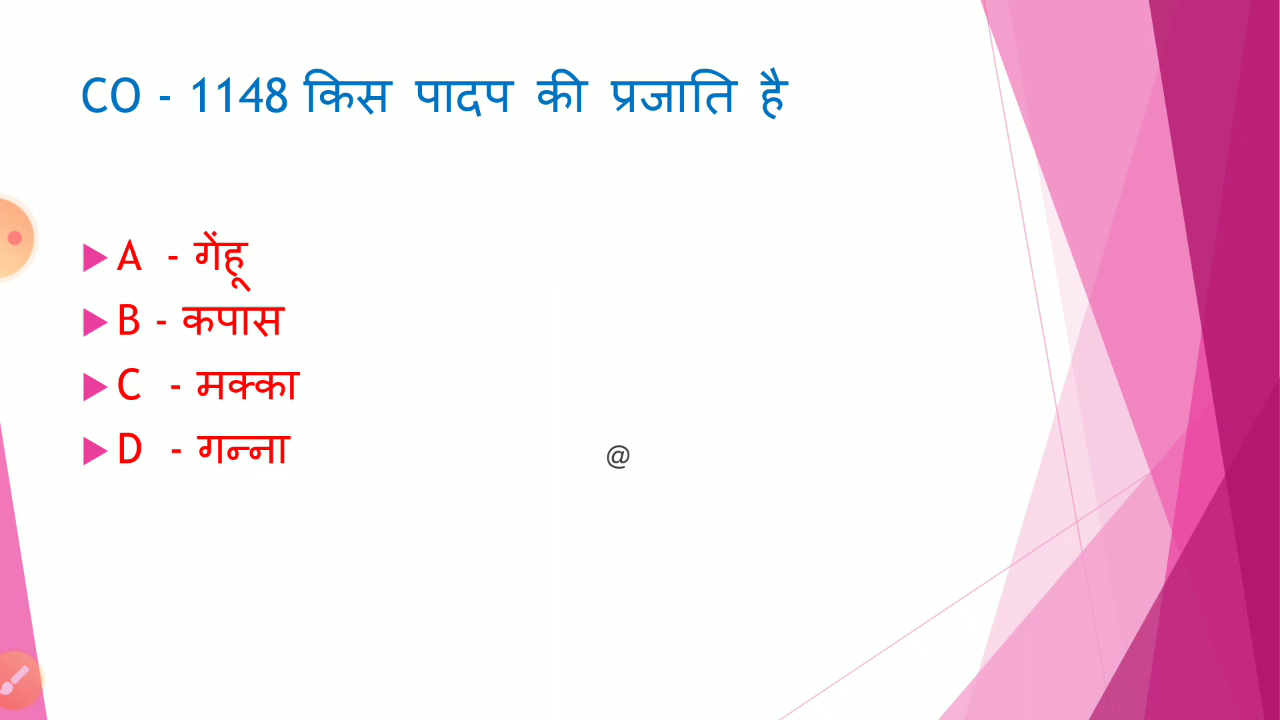 CO - 1148 किस पादप की प्रजाति है
A - गेंहू
B - कपास
C - मक्का
D - गन्ना
@